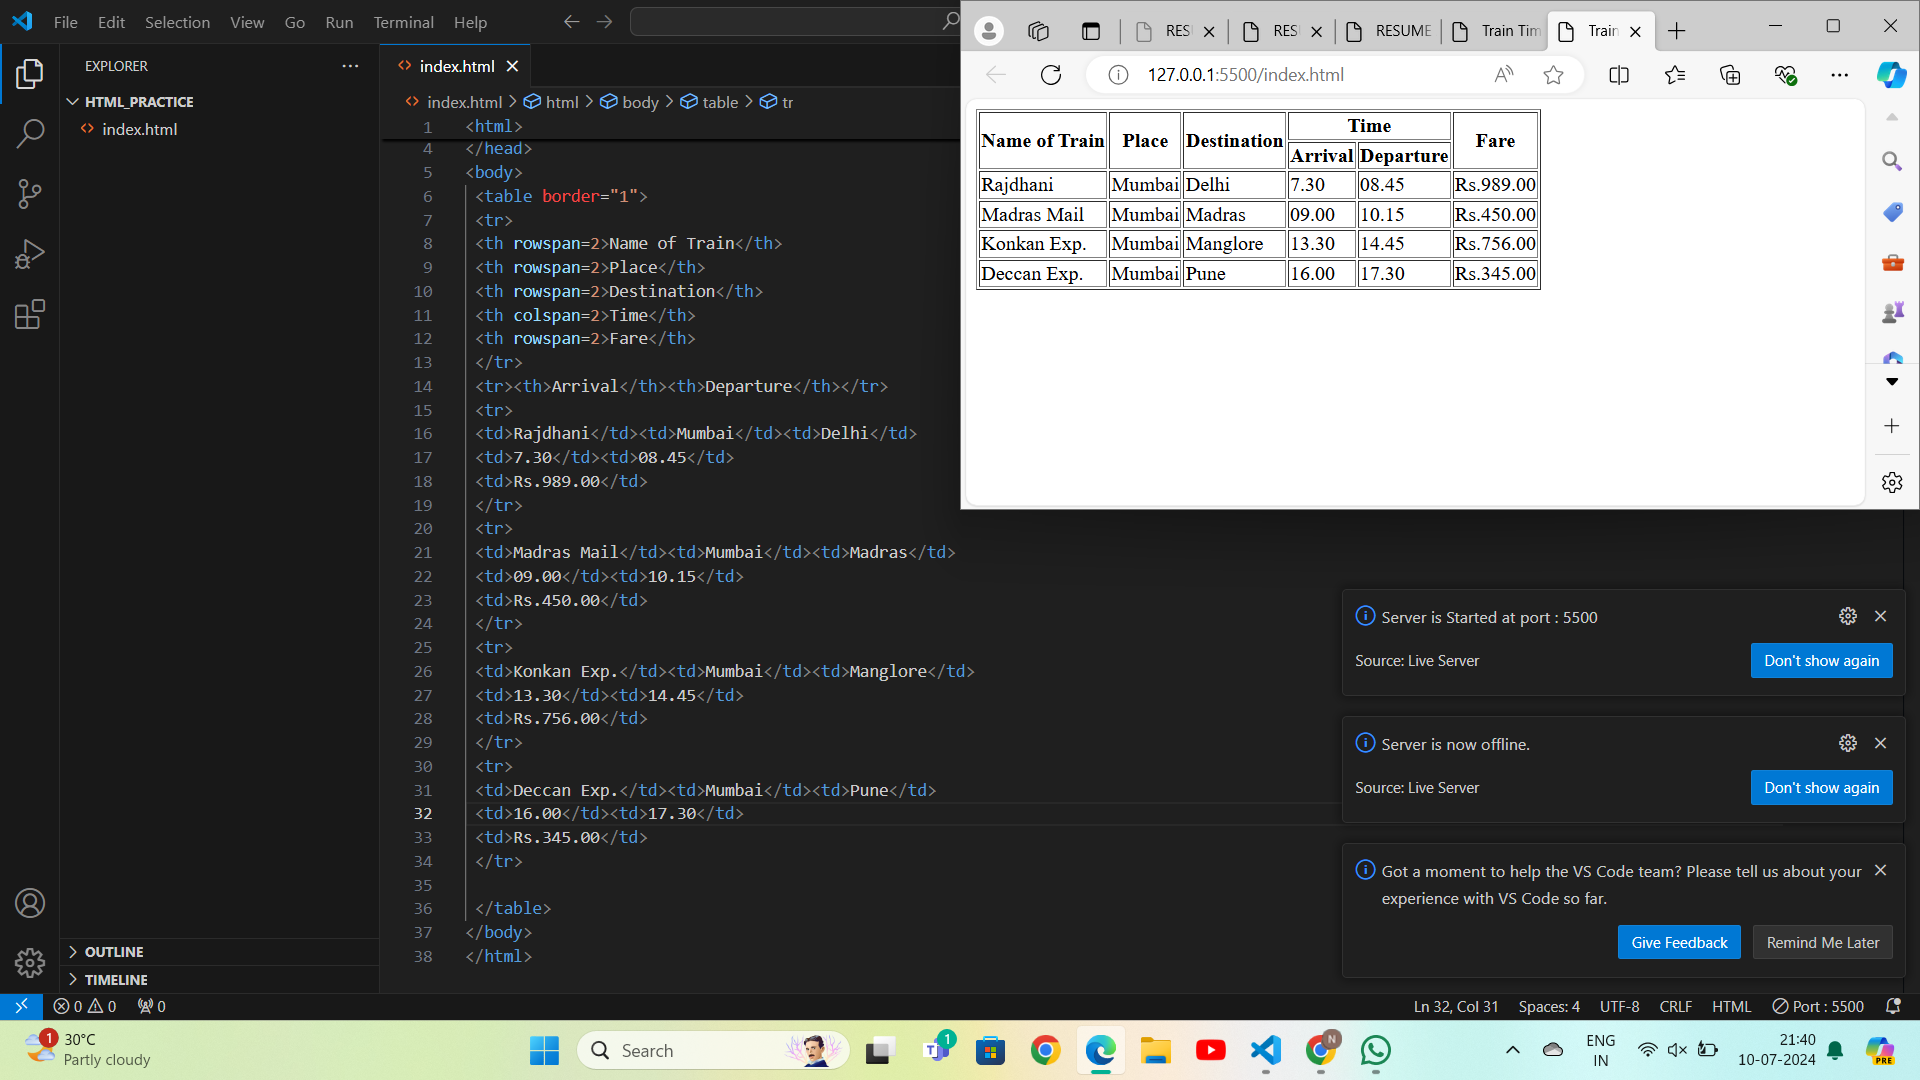 File Edit Selection View Go Run Terminal Help
EXPLORER
HTML_PRACTICE
index.html
OUTLINE
TIMELINE
index.html
index.html > html > body > table > tr
1 <html>
4 </head>
5 <body>
6 <table border="1">
7 <tr>
8 <th rowspan=2>Name of Train</th>
9 <th rowspan=2>Place</th>
10 <th rowspan=2>Destination</th>
11 <th colspan=2>Time</th>
12 <th rowspan=2>Fare</th>
13 </tr>
14 <tr><th>Arrival</th><th>Departure</th></tr>
15 <tr>
16 <td>Rajdhani</td><td>Mumbai</td><td>Delhi</td>
17 <td>7.30</td><td>08.45</td>
18 <td>Rs.989.00</td>
19 </tr>
20 <tr>
21 <td>Madras Mail</td><td>Mumbai</td><td>Madras</td>
22 <td>09.00</td><td>10.15</td>
23 <td>Rs.450.00</td>
24 </tr>
25 <tr>
26 <td>Konkan Exp.</td><td>Mumbai</td><td>Manglore</td>
27 <td>13.30</td><td>14.45</td>
28 <td>Rs.756.00</td>
29 </tr>
30 <tr>
31 <td>Deccan Exp.</td><td>Mumbai</td><td>Pune</td>
32 <td>16.00</td><td>17.30</td>
33 <td>Rs.345.00</td>
34 </tr>
35
36 </table>
37 </body>
38 </html>
RES RES RESUME Train Tim Train
127.0.0.1:5500/index.html
Name of Train Place Destination Time Fare
Arrival Departure
Rajdhani Mumbai Delhi 7.30 08.45 Rs.989.00
Madras Mail Mumbai Madras 09.00 10.15 Rs.450.00
Konkan Exp. Mumbai Manglore 13.30 14.45 Rs.756.00
Deccan Exp. Mumbai Pune 16.00 17.30 Rs.345.00
Server is Started at port : 5500
Source: Live Server Don't show again
Server is now offline.
Source: Live Server Don't show again
Got a moment to help the VS Code team? Please tell us about your
experience with VS Code so far.
Give Feedback Remind Me Later
0 0 0 Ln 32, Col 31 Spaces: 4 UTF-8 CRLF HTML Port : 5500
1 30°C
Partly cloudy
Search
1
N
ENG
IN
21:40
10-07-2024
PRE